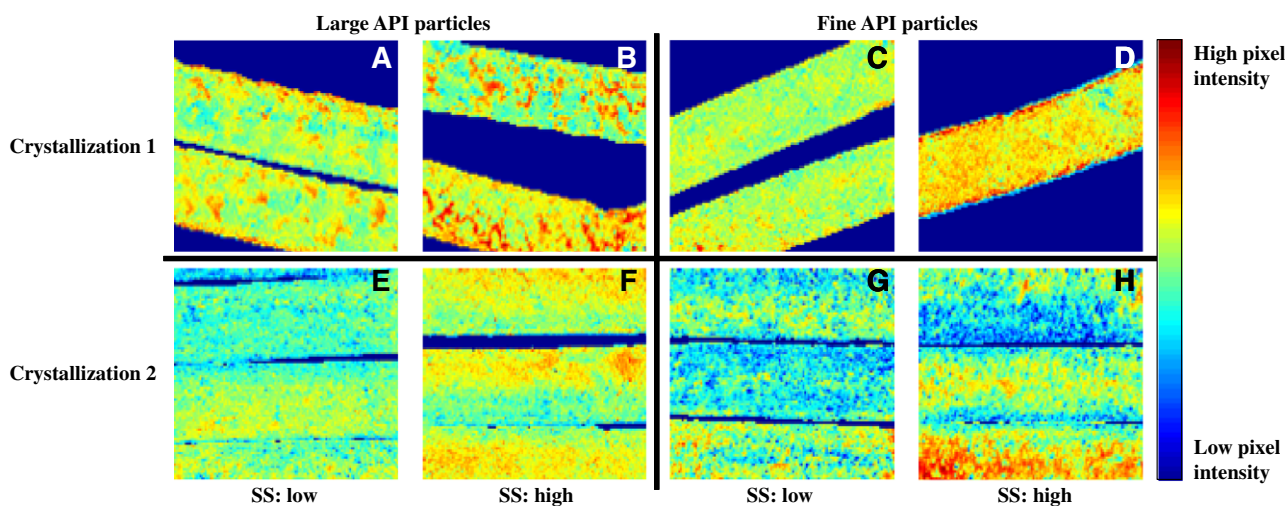 Large API particles
Fine API particles
A
B
C
D
High pixel
intensity
Crystallization 1
E
F
G
H
Crystallization 2
Low pixel
intensity
SS: low
SS: high
SS: low
SS: high